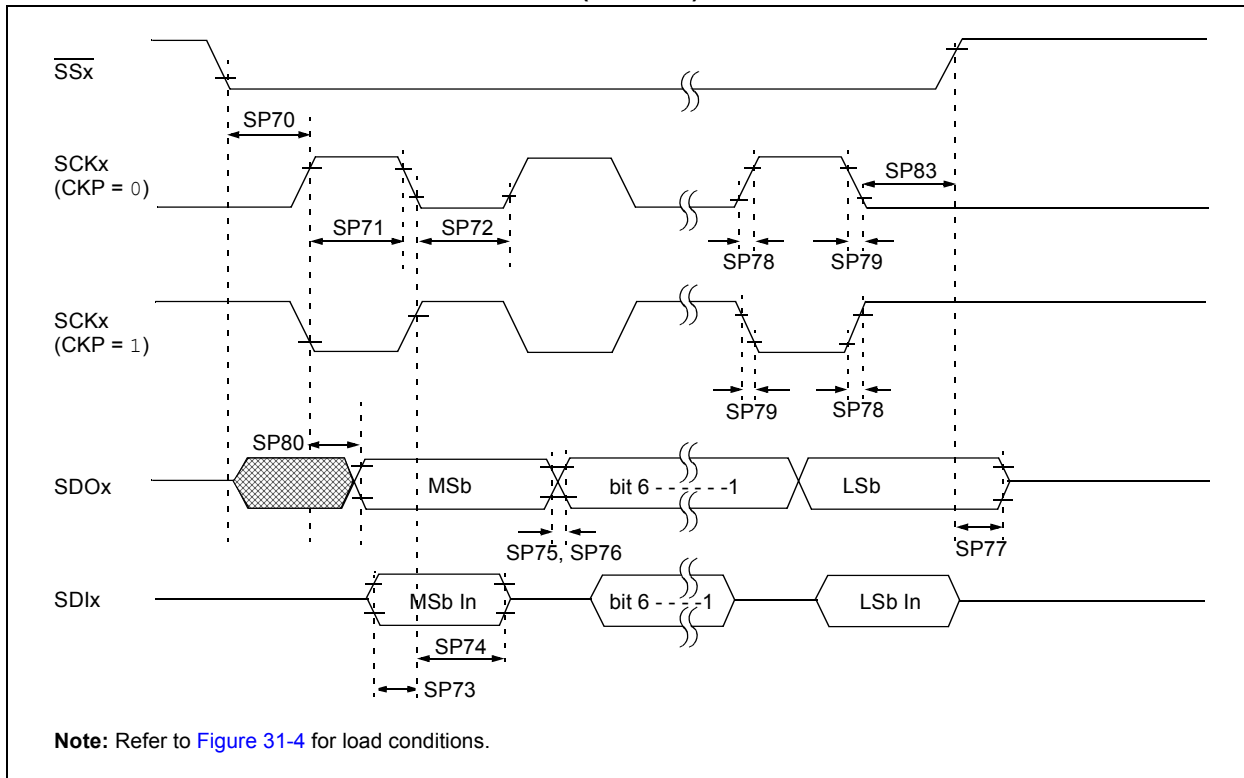 SSx
SP70
SCKx
(CKP = 0)
SP83
SP71
SP72
SP78
SP79
SCKx
(CKP = 1)
SP79
SP78
SP80
SDOx
MSb
bit 6 - - - - - -1
LSb
SP75, SP76
SP77
SDIx
MSb In
bit 6 - - - -1
LSb In
SP74
SP73
Note: Refer to Figure 31-4 for load conditions.